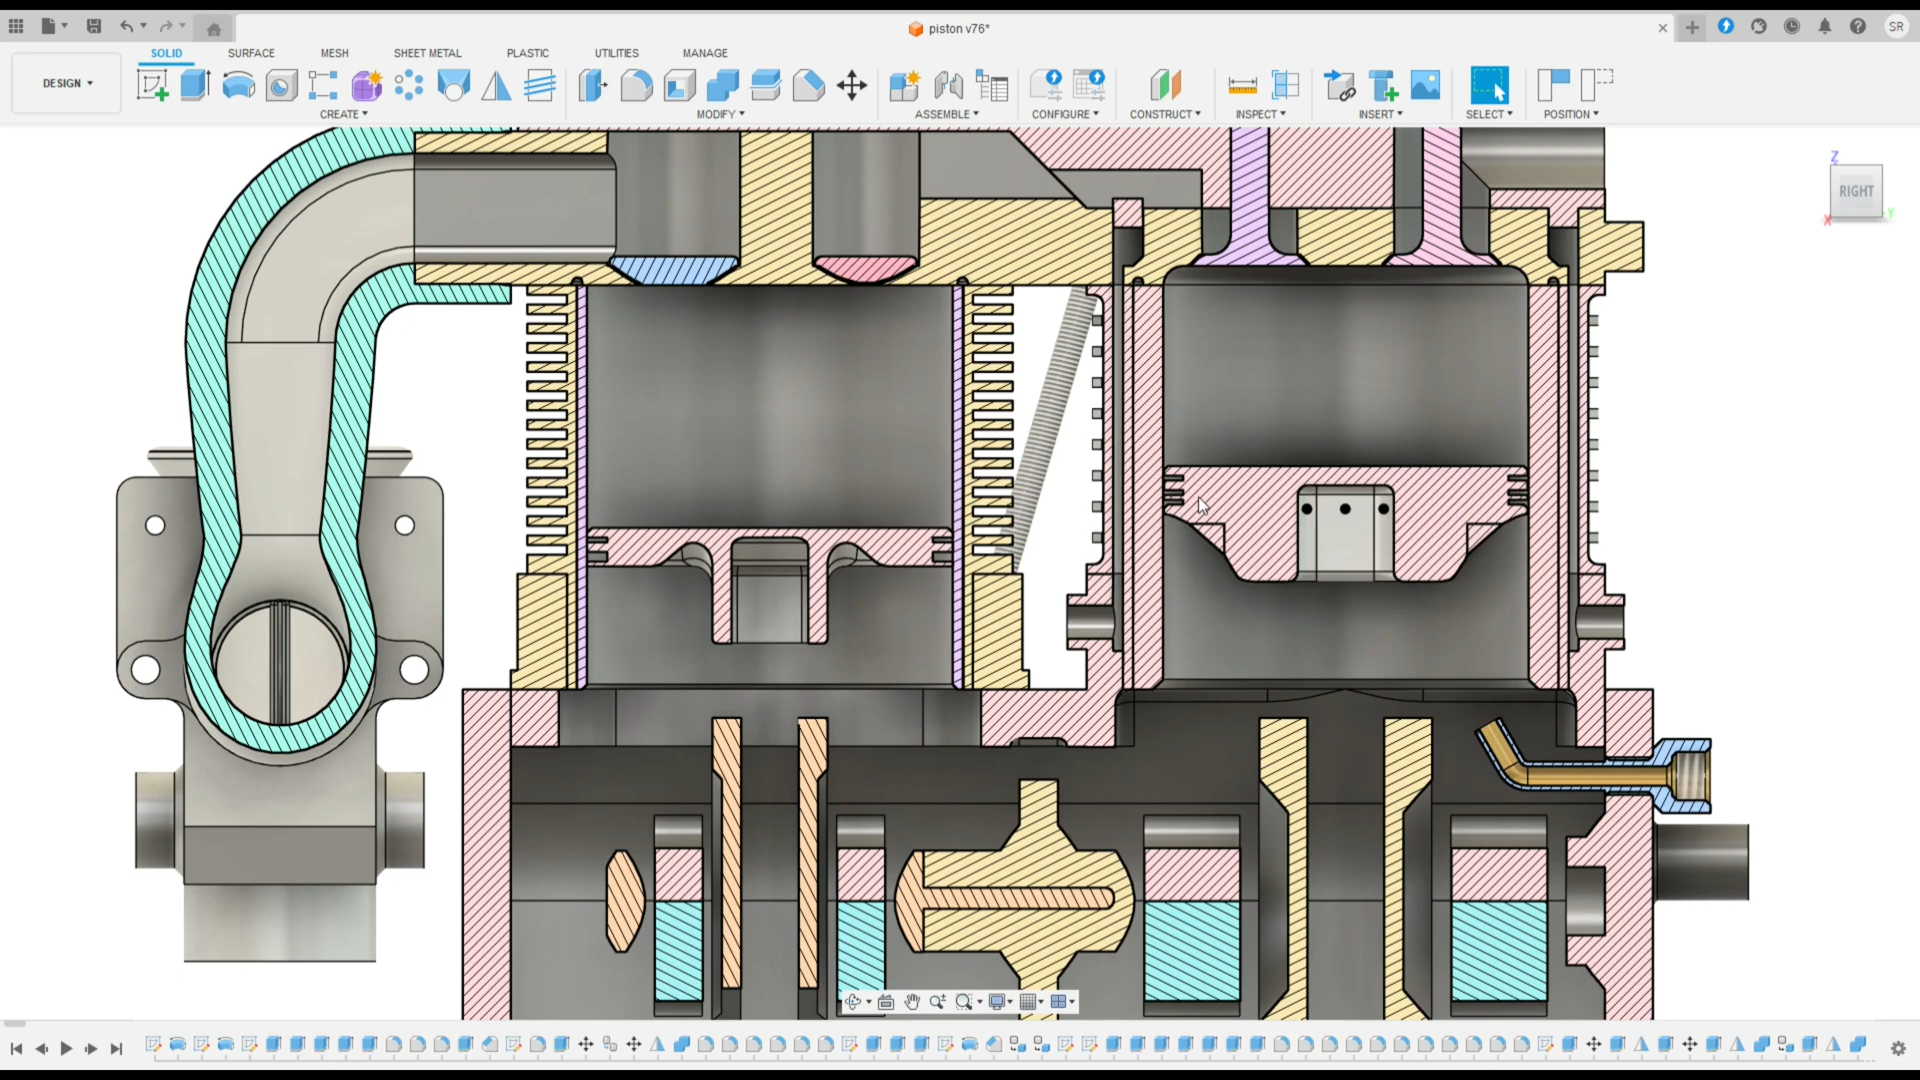 piston v76*
SR
SOLID SURFACE MESH SHEET METAL PLASTIC UTILITIES MANAGE
DESIGN
CREATE MODIFY ASSEMBLE CONFIGURE CONSTRUCT INSPECT INSERT SELECT POSITION
Z
RIGHT
X Y